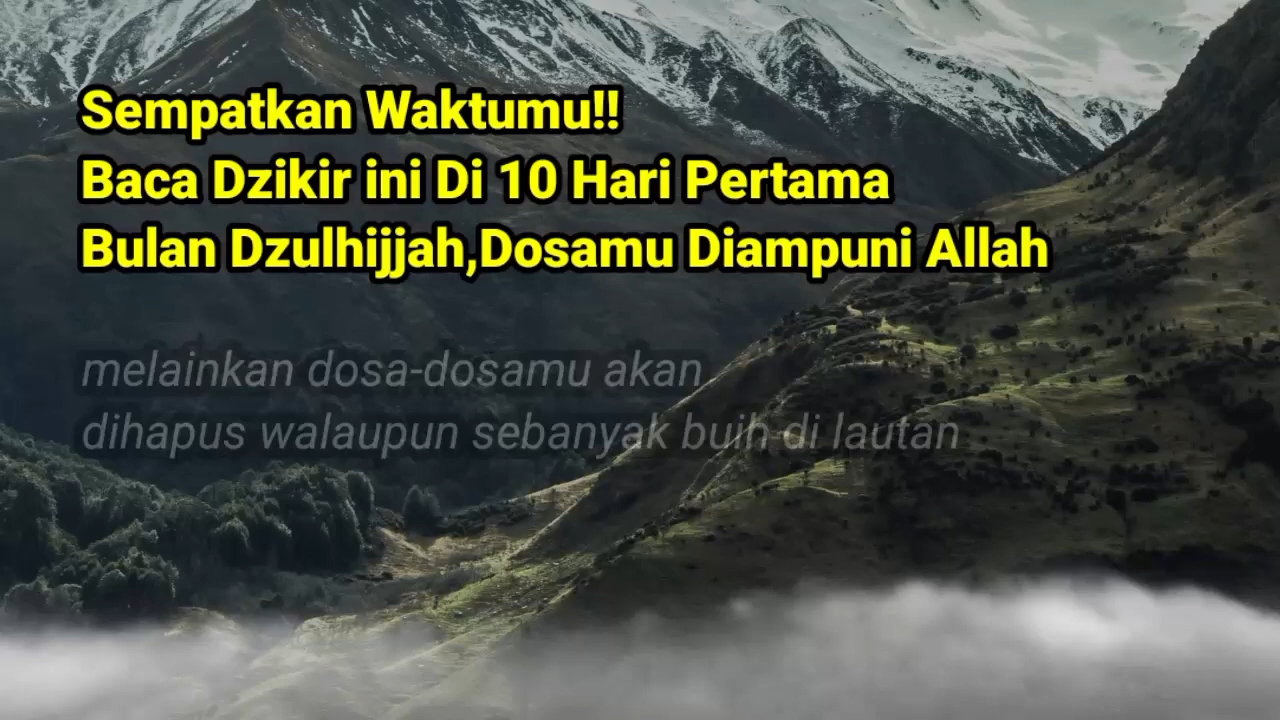 Sempatkan Waktumu!!
Baca Dzikir ini Di 10 Hari Pertama
Bulan Dzulhijjah,Dosamu Diampuni Allah
melainkan dosa-dosamu akan
dihapus walaupun sebanyak buih di lautan